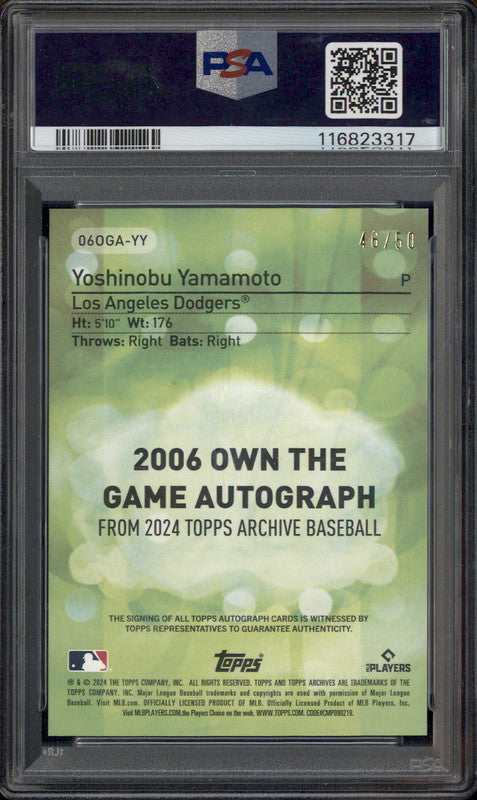 PSA
116823317
06OGA-YY
46/50
Yoshinobu Yamamoto P
Los Angeles Dodgers®
Ht: 5'10" Wt: 176
Throws: Right Bats: Right
2006 OWN THE
GAME AUTOGRAPH
FROM 2024 TOPPS ARCHIVE BASEBALL
THE SIGNING OF ALL TOPPS AUTOGRAPH CARDS IS WITNESSED BY
TOPPS REPRESENTATIVES TO GUARANTEE AUTHENTICITY.
Topps
PLAYERS
® & © 2024 THE TOPPS COMPANY, INC. ALL RIGHTS RESERVED. TOPPS AND TOPPS ARCHIVES ARE TRADEMARKS OF THE
TOPPS COMPANY, INC. Major League Baseball trademarks and copyrights are used with permission of Major League
Baseball. Visit MLB.com. OFFICIALLY LICENSED PRODUCT OF MLB. Officially Licensed Product of MLB Players, Inc.
Visit MLBPLAYERS.COM, the Players Choice on the web. WWW.TOPPS.COM. CODE#CMP090219.